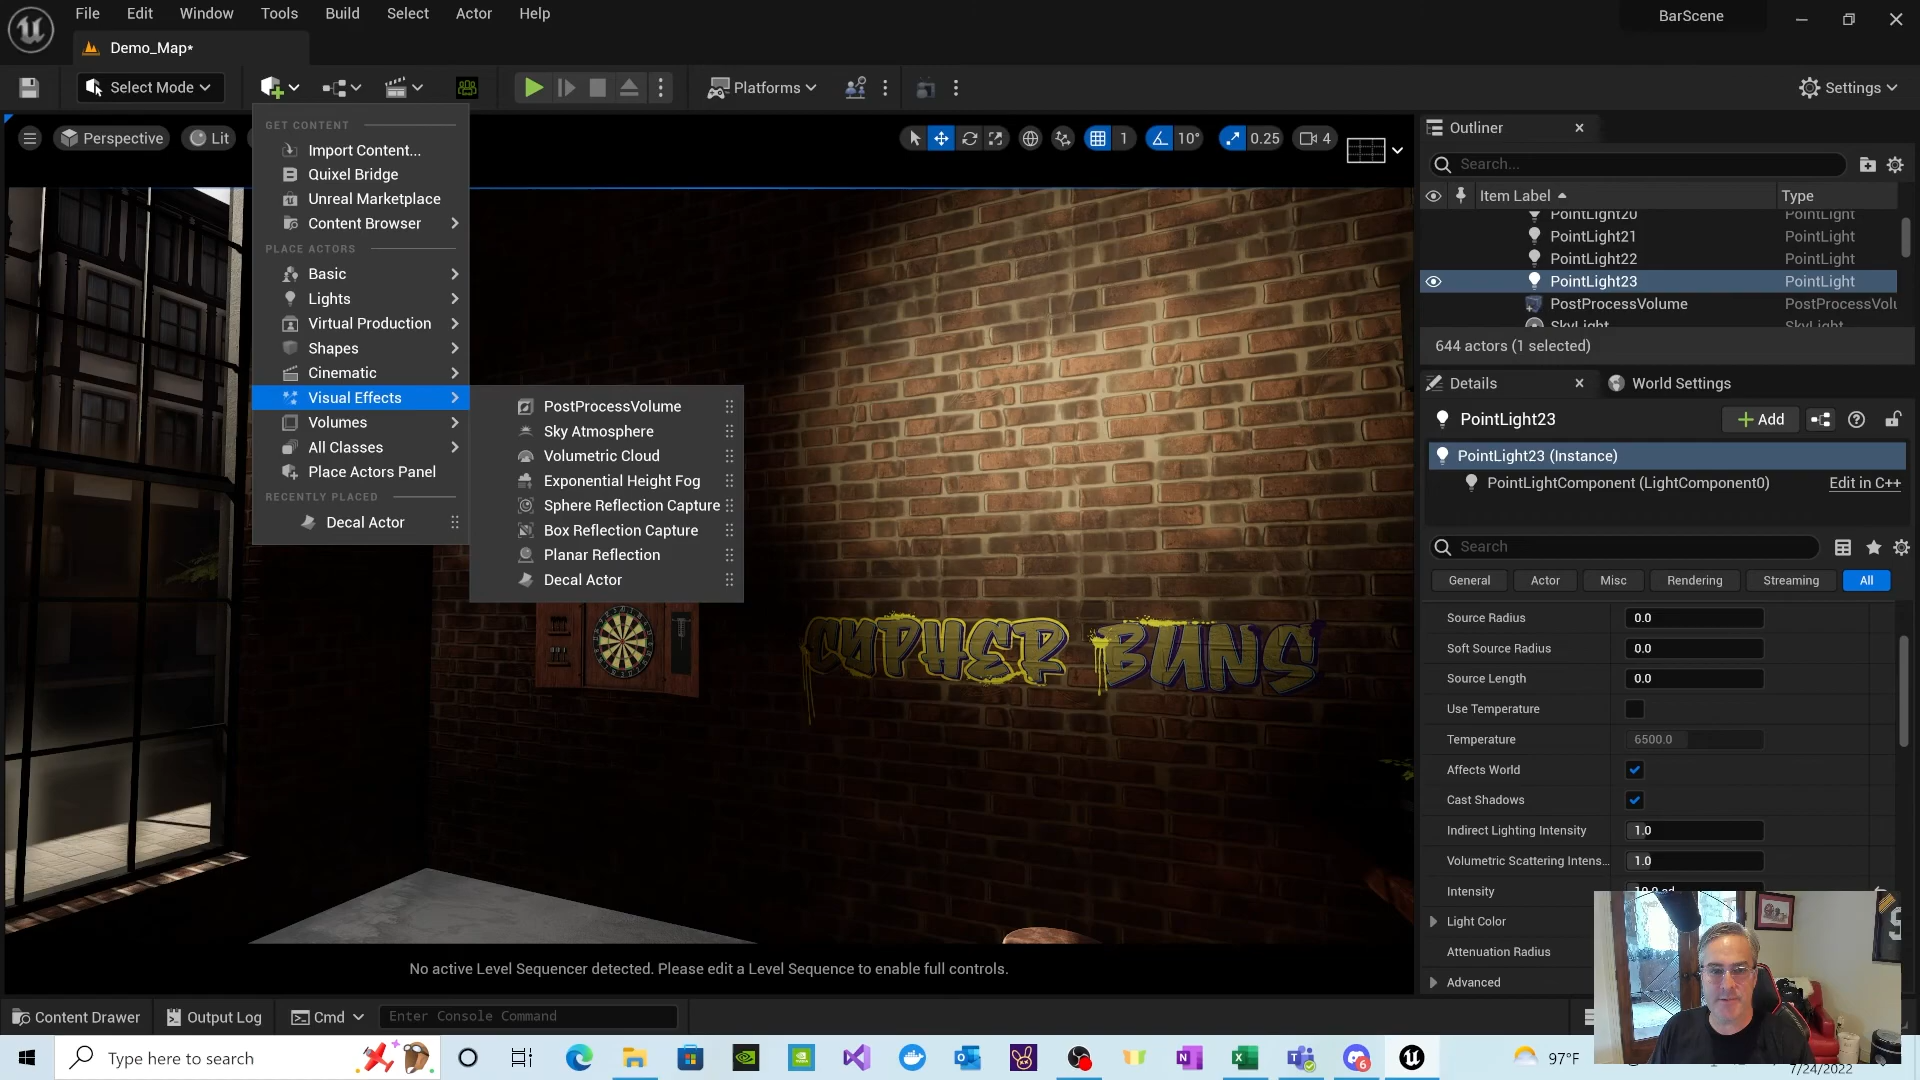 File Edit Window Tools Build Select Actor Help
BarScene
Demo_Map*
Select Mode
Platforms
Settings
Perspective
Lit
1
10°
0.25
4
GET CONTENT
Import Content...
Quixel Bridge
Unreal Marketplace
Content Browser
PLACE ACTORS
Basic
Lights
Virtual Production
Shapes
Cinematic
Visual Effects
Volumes
All Classes
Place Actors Panel
RECENTLY PLACED
Decal Actor
PostProcessVolume
Sky Atmosphere
Volumetric Cloud
Exponential Height Fog
Sphere Reflection Capture
Box Reflection Capture
Planar Reflection
Decal Actor
CYPHER BUNS
No active Level Sequencer detected. Please edit a Level Sequence to enable full controls.
Outliner
Search...
Item Label Type
PointLight20 PointLight
PointLight21 PointLight
PointLight22 PointLight
PointLight23 PointLight
PostProcessVolume PostProcessVolu
SkyLight SkyLight
644 actors (1 selected)
Details
World Settings
PointLight23
Add
PointLight23 (Instance)
PointLightComponent (LightComponent0) Edit in C++
Search
General Actor Misc Rendering Streaming All
Source Radius 0.0
Soft Source Radius 0.0
Source Length 0.0
Use Temperature
Temperature 6500.0
Affects World
Cast Shadows
Indirect Lighting Intensity 1.0
Volumetric Scattering Intens... 1.0
Intensity 10.0 cd
Light Color
Attenuation Radius
Advanced
Content Drawer
Output Log
Cmd
Enter Console Command
Type here to search
97°F
7/24/2022